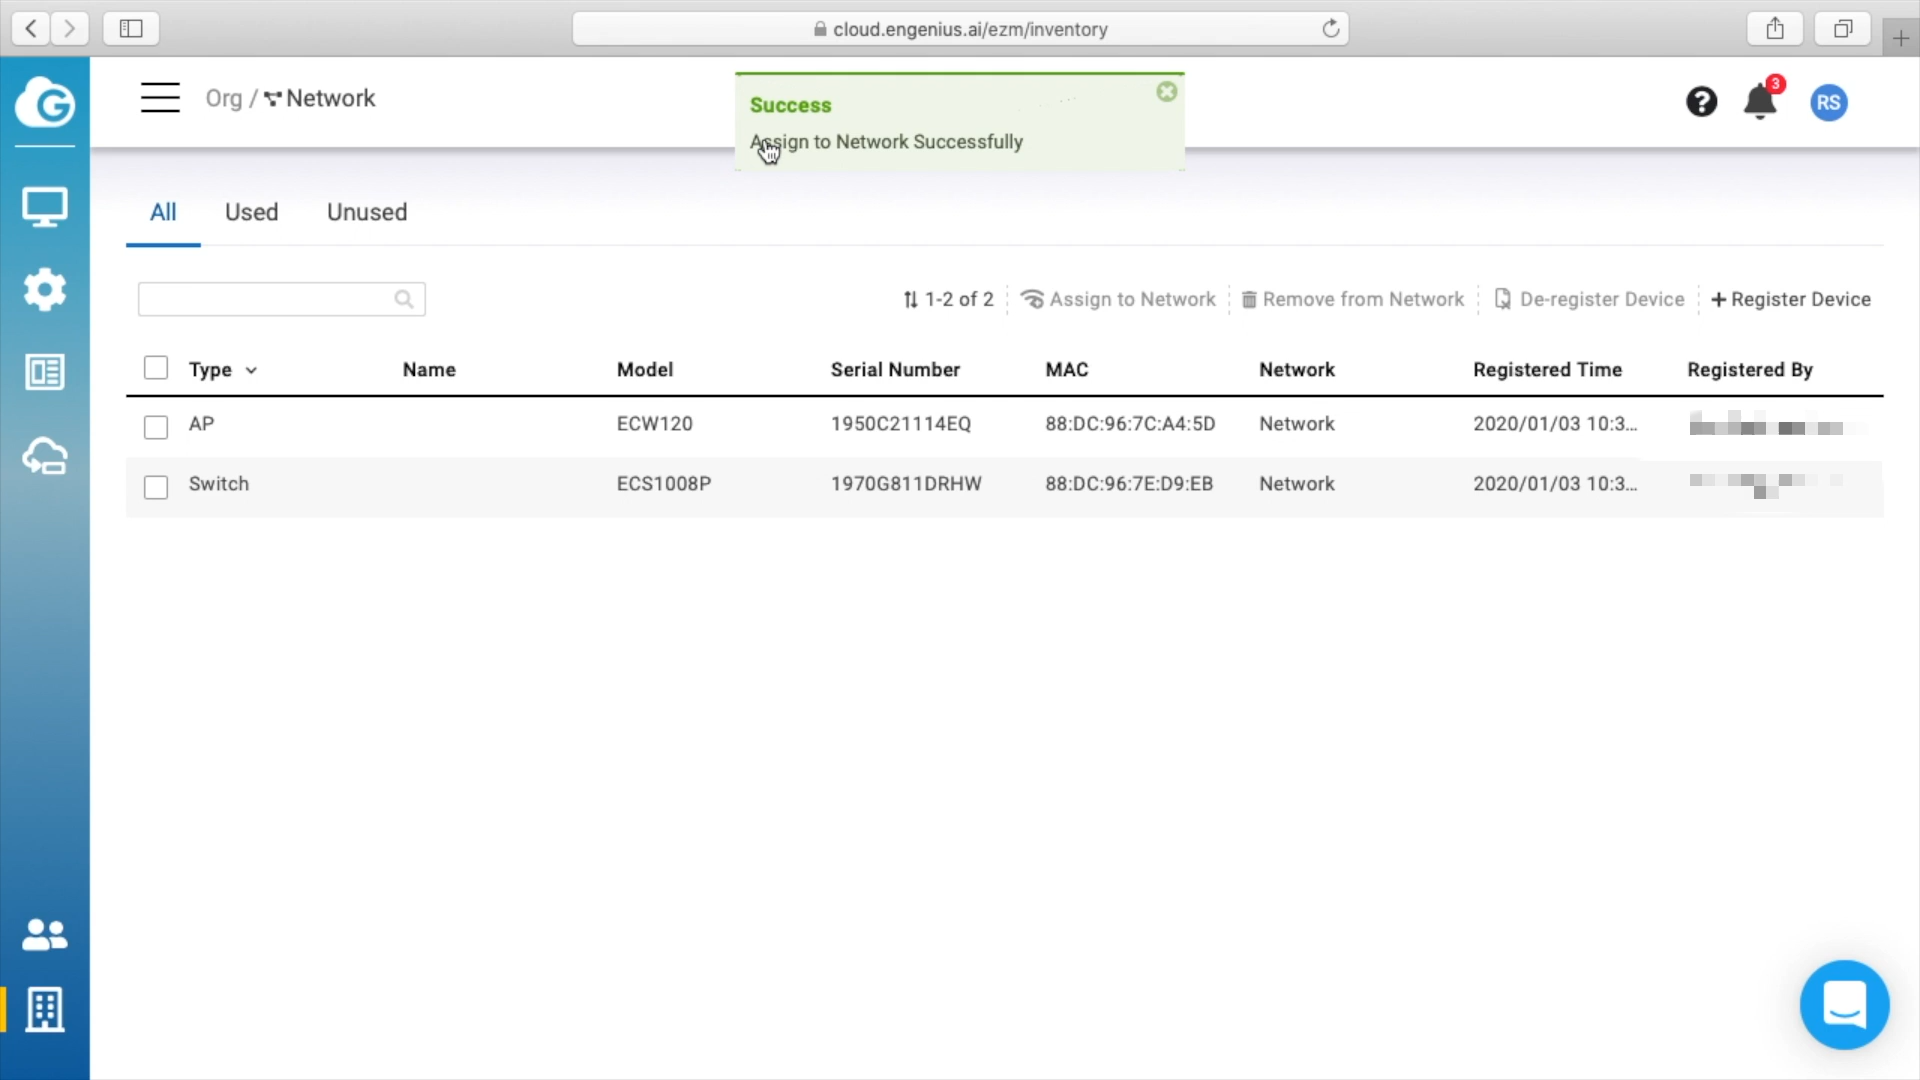 cloud.engenius.ai/ezm/inventory
Org / Network
Success
Assign to Network Successfully
3
RS
All Used Unused
1-2 of 2 Assign to Network Remove from Network De-register Device + Register Device
Type Name Model Serial Number MAC Network Registered Time Registered By
AP ECW120 1950C21114EQ 88:DC:96:7C:A4:5D Network 2020/01/03 10:3...
Switch ECS1008P 1970G811DRHW 88:DC:96:7E:D9:EB Network 2020/01/03 10:3...